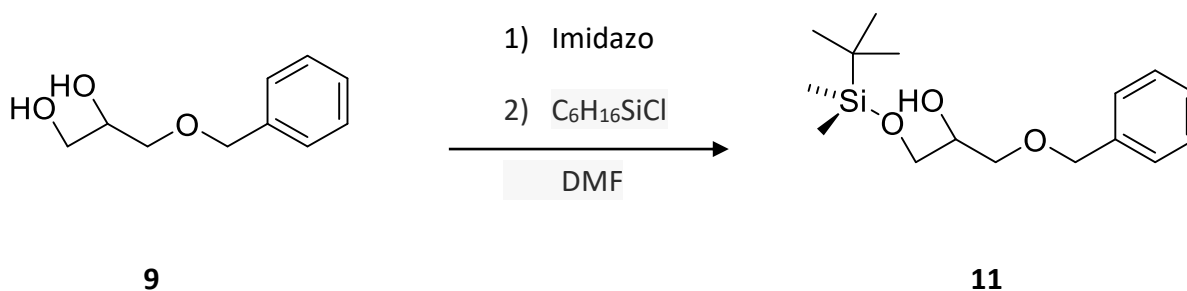 1) Imidazo
2) C₆H₁₆SiCl
DMF
HO
HO
O
Si
O
HO
O
9
11